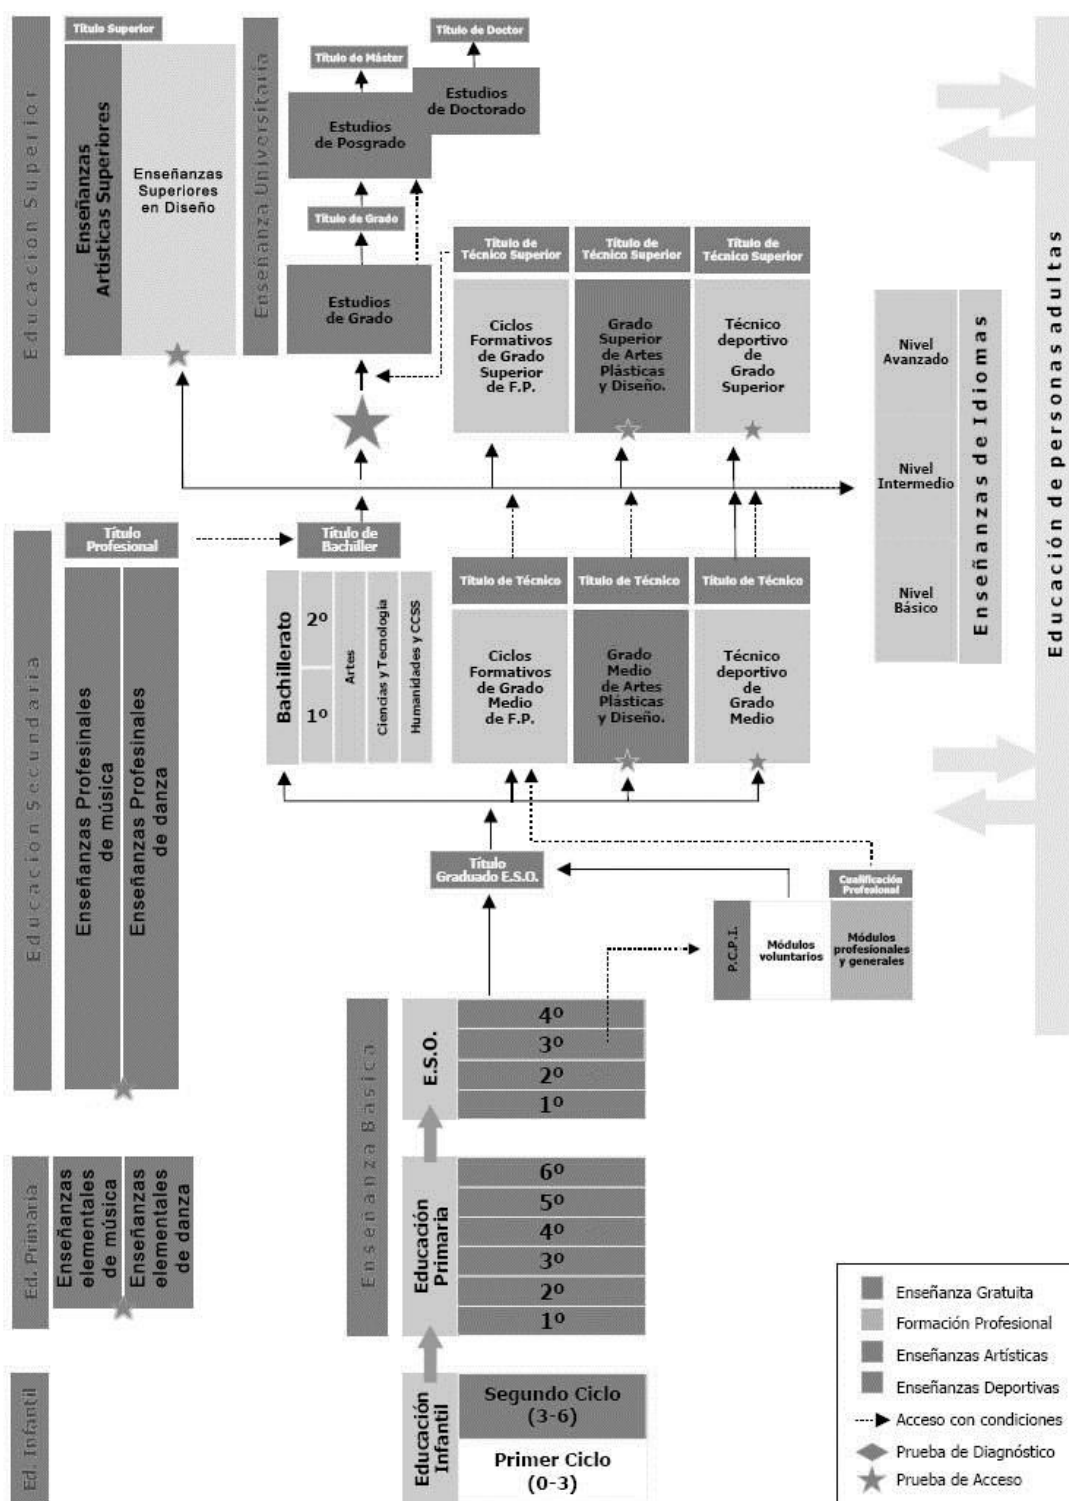 Educacion Superior
Título Superior
Enseñanzas
Artísticas Superiores
Enseñanzas
Superiores
en Diseño
Enseñanza Universitaria
Título de Máster
Título de Doctor
Estudios
de Posgrado
Estudios
de Doctorado
Título de Grado
Estudios
de Grado
Título de
Técnico Superior
Título de
Técnico Superior
Título de
Técnico Superior
Ciclos
Formativos
de Grado
Superior
de F.P.
Grado
Superior
de Artes
Plásticas
y Diseño.
Técnico
deportivo
de
Grado
Superior
Nivel
Avanzado
Nivel
Intermedio
Nivel
Básico
Enseñanzas de Idiomas
Educación de personas adultas
Educacion Secundaria
Título
Profesional
Enseñanzas Profesinales
de música
Enseñanzas Profesinales
de danza
Título de
Bachiller
Bachillerato
2º
1º
Artes
Ciencias y Tecnología
Humanidades y CCSS
Título de Técnico
Título de Técnico
Título de Técnico
Ciclos
Formativos
de Grado
Medio
de F.P.
Grado
Medio
de Artes
Plásticas
y Diseño.
Técnico
deportivo
de
Grado
Medio
Título
Graduado E.S.O.
Cualificación
Profesional
P.C.P.I.
Módulos
voluntarios
Módulos
profesionales
y generales
Ensenanza Basica
E.S.O.
4º
3º
2º
1º
Ed. Primaria
Enseñanzas
elementales
de música
Enseñanzas
elementales
de danza
Educación
Primaria
6º
5º
4º
3º
2º
1º
Ed. Infantil
Educación
Infantil
Segundo Ciclo
(3-6)
Primer Ciclo
(0-3)
Enseñanza Gratuita
Formación Profesional
Enseñanzas Artísticas
Enseñanzas Deportivas
Acceso con condiciones
Prueba de Diagnóstico
Prueba de Acceso